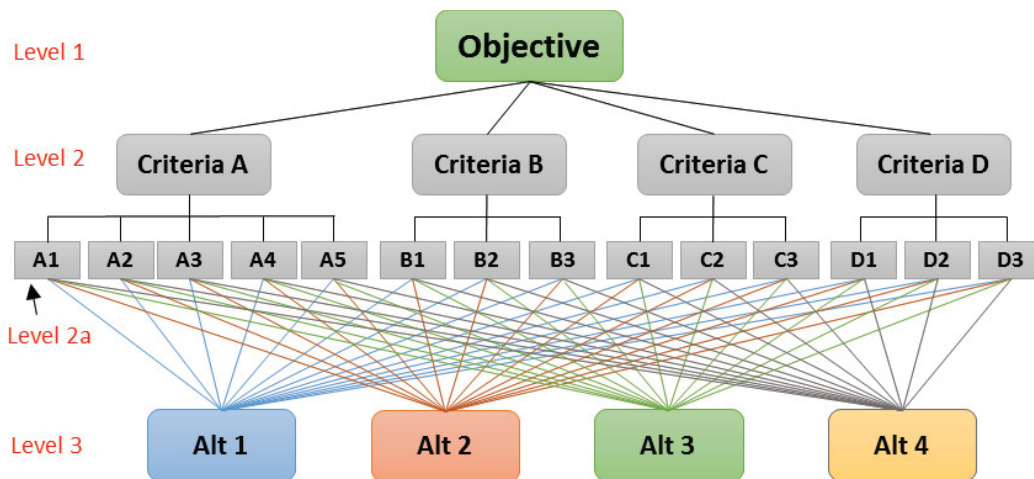 Level 1
Objective
Level 2
Criteria A
Criteria B
Criteria C
Criteria D
A1
A2
A3
A4
A5
B1
B2
B3
C1
C2
C3
D1
D2
D3
Level 2a
Level 3
Alt 1
Alt 2
Alt 3
Alt 4